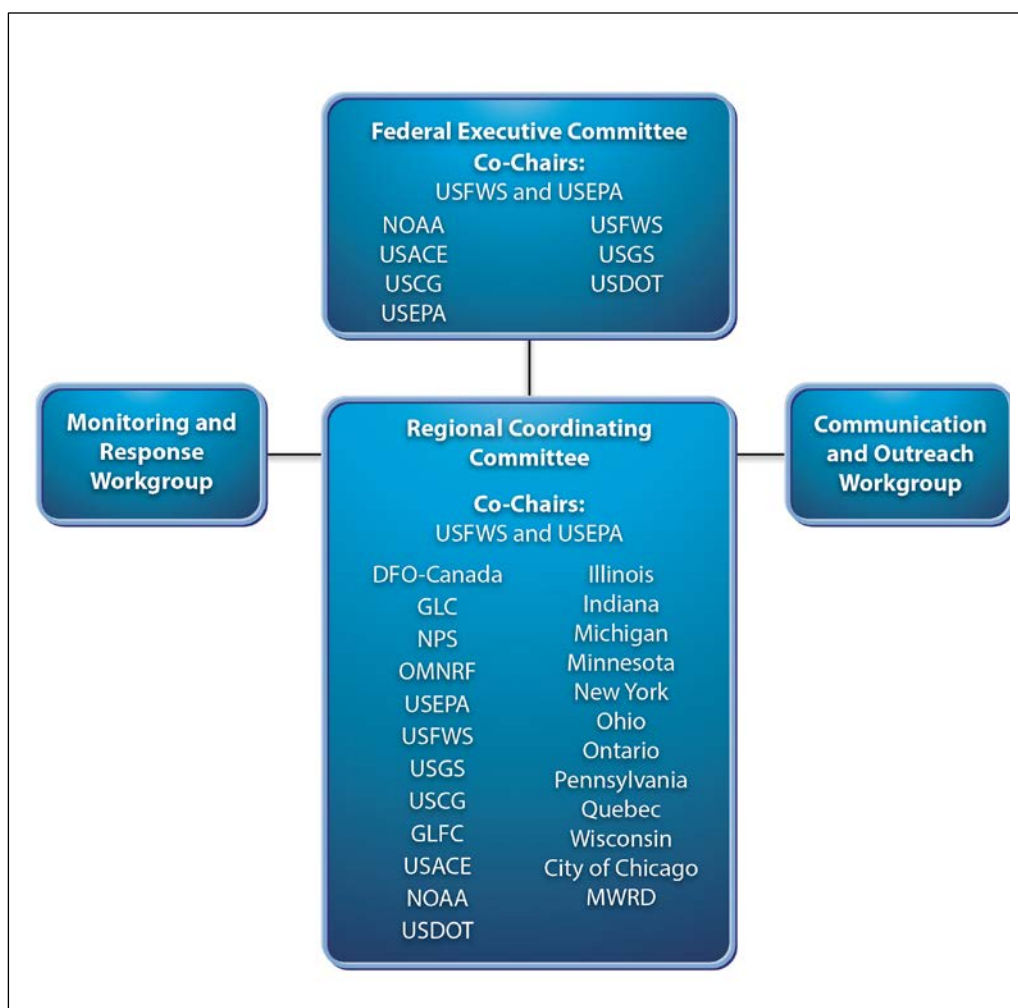 Federal Executive Committee
Co-Chairs:
USFWS and USEPA
NOAA
USACE
USCG
USEPA
USFWS
USGS
USDOT
Monitoring and
Response
Workgroup
Regional Coordinating
Committee
Co-Chairs:
USFWS and USEPA
DFO-Canada
GLC
NPS
OMNRF
USEPA
USFWS
USGS
USCG
GLFC
USACE
NOAA
USDOT
Illinois
Indiana
Michigan
Minnesota
New York
Ohio
Ontario
Pennsylvania
Quebec
Wisconsin
City of Chicago
MWRD
Communication
and Outreach
Workgroup